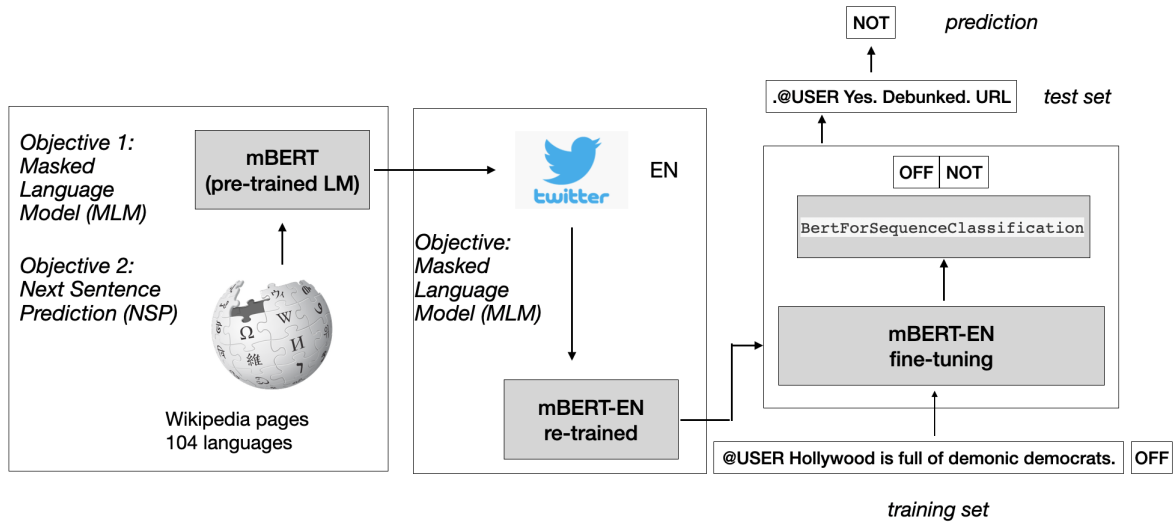 Objective 1:
Masked
Language
Model (MLM)
Objective 2:
Next Sentence
Prediction (NSP)
mBERT
(pre-trained LM)
Ω
W
維
И
Wikipedia pages
104 languages
twitter
EN
Objective:
Masked
Language
Model (MLM)
mBERT-EN
re-trained
NOT
prediction
.@USER Yes. Debunked. URL
test set
OFF NOT
BertForSequenceClassification
mBERT-EN
fine-tuning
@USER Hollywood is full of demonic democrats.
OFF
training set